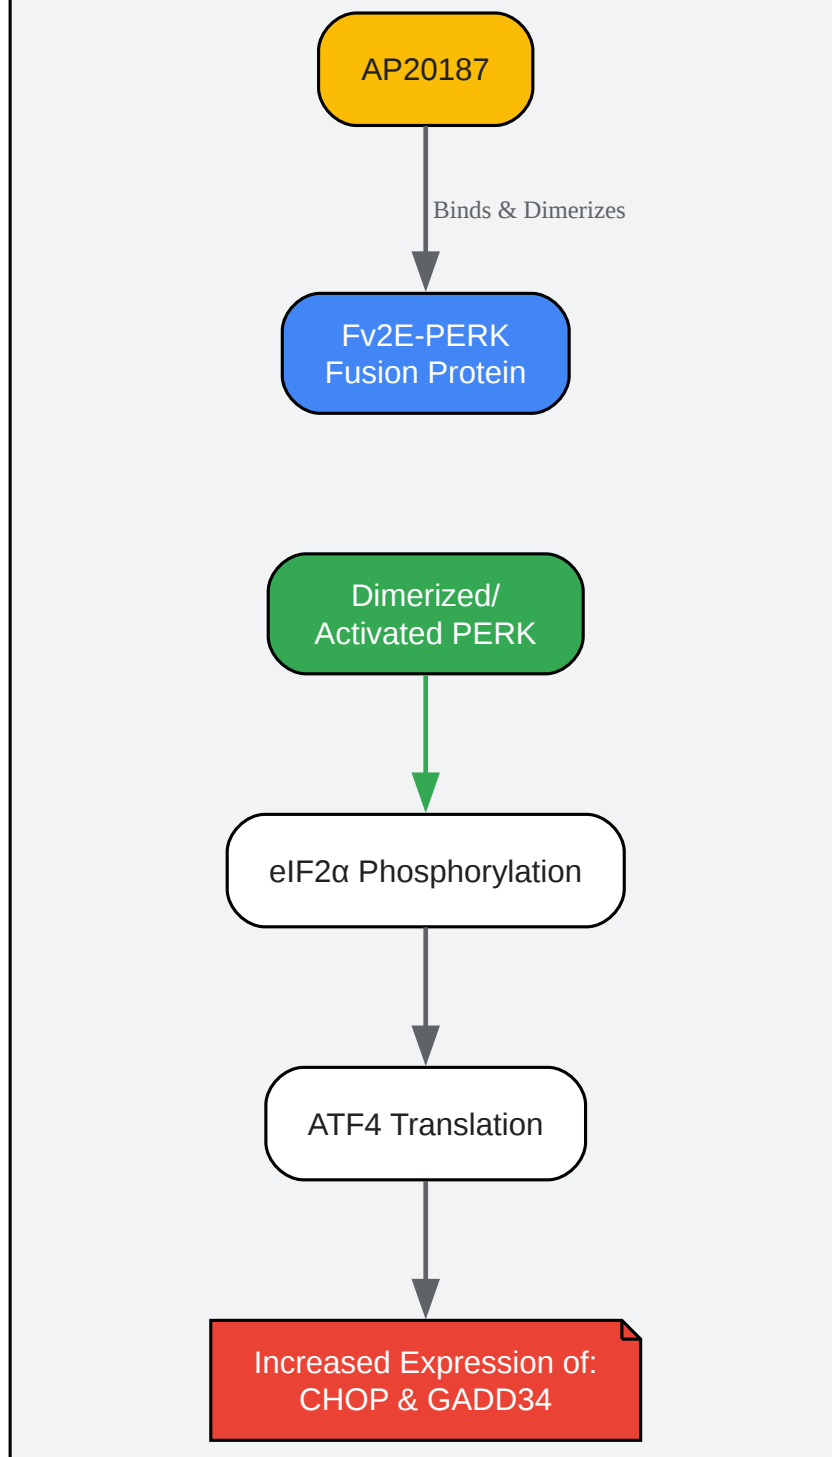 AP20187
Binds & Dimerizes
Fv2E-PERK
Fusion Protein
Dimerized/
Activated PERK
eIF2α Phosphorylation
ATF4 Translation
Increased Expression of:
CHOP & GADD34